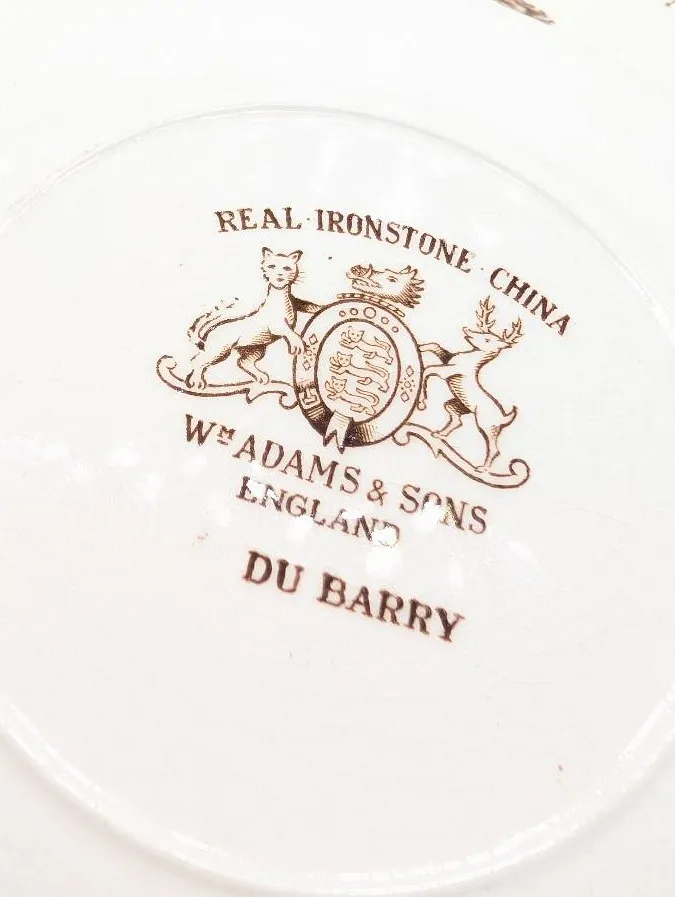 REAL·IRONSTONE·CHINA
Wᴹ ADAMS & SONS
ENGLAND
DU BARRY